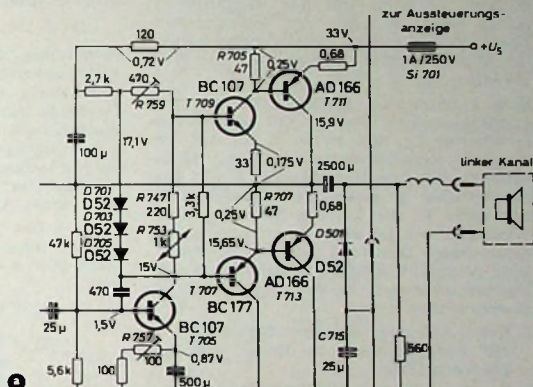 zur Aussteuerungs-
anzeige
120
0,72 V
R705
47
0,25V
33V
0,68
1A/250V
Si 701
+Us
2,7k
470
R759
BC107
T709
AD166
T711
17,1V
15,9V
100µ
33
0,175V
2500µ
linker Kanal
D701
D52
D703
D52
D705
D52
R747
220
R753
1k
3,3k
R707
47
0,25V
0,68
D501
D52
47k
15V
15,65V
T707
BC177
AD166
T713
470
25µ
1,5V
BC107
T705
R757
100
0,87V
C715
25µ
560
5,6k
100
500µ
e